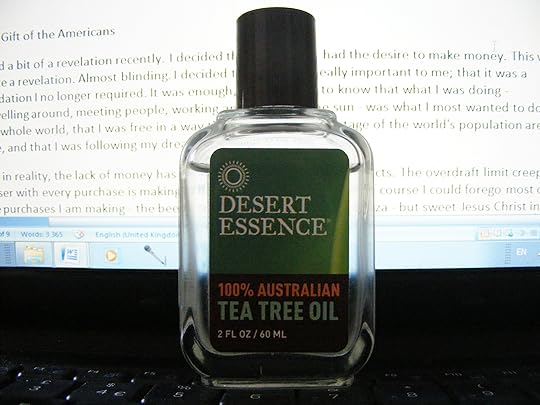 Gift of the Americans
d a bit of a revelation recently. I decided th had the desire to make money. This w
e a revelation. Almost blinding. I decided t eally important to me; that it was a
dation I no longer required. It was enough, to know that what I was doing -
velling around, meeting people, working sun - was what I most wanted to do
whole world, that I was free in a way age of the world's population are
e, and that I was following my dre
in reality, the lack of money has cts. The overdraft limit creep
ser with every purchase is making course I could forego most o
e purchases I am making - the bee za - but sweet Jesus Christ in
of 9 Words: 3,365 English (United Kingdom
EN
DESERT
ESSENCE®
100% AUSTRALIAN
TEA TREE OIL
2 FL OZ / 60 ML